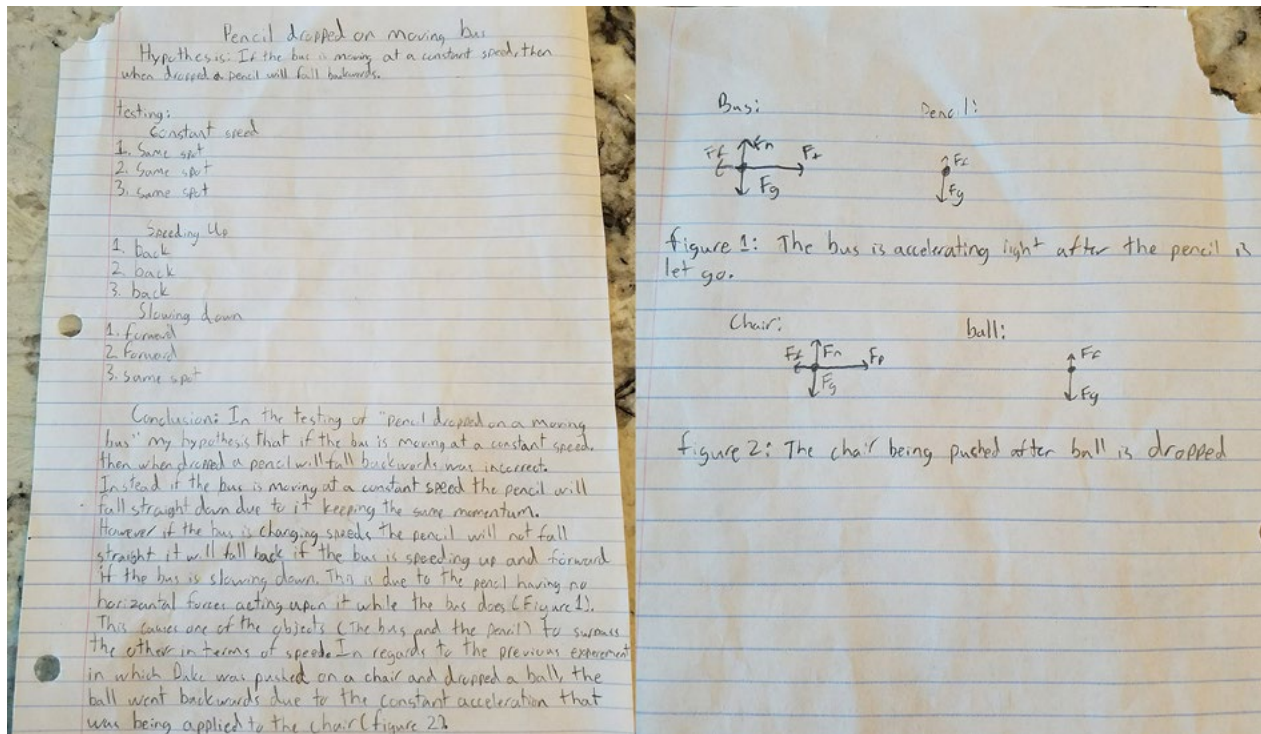 Pencil dropped on moving bus
Hypothesis: If the bus is moving at a constant speed, then
when dropped a pencil will fall backwards.
testing:
Constant speed
1. Same spot
2. Same spot
3. same spot
Speeding Up
1. back
2. back
3. back
Slowing down
1. forward
2. Forward
3. same spot
Conclusion: In the testing of "pencil dropped on a moving
bus" my hypothesis that if the bus is moving at a constant speed.
then when dropped a pencil will fall backwards was incorrect.
Instead if the bus is moving at a constant speed the pencil will
fall straight down due to it keeping the same momentum.
However if the bus is changing speeds the pencil will not fall
straight it will fall back if the bus is speeding up and forward
if the bus is slowing down. This is due to the pencil having no
horizantal forces acting upon it while the bus does (Figure 1).
This causes one of the objects (The bus and the pencil) to surpass
the other in terms of speed. In regards to the previous experement
in which Duke was pushed on a chair and dropped a ball, the
ball went backwards due to the constant acceleration that
was being applied to the chair (figure 2).
Bus: Pencil:
Ff Fn Ft Ff
Fg Fg
figure 1: The bus is accelerating right after the pencil is
let go.
Chair: ball:
Ff Fn Fp Ff
Fg Fg
figure 2: The chair being pushed after ball is dropped